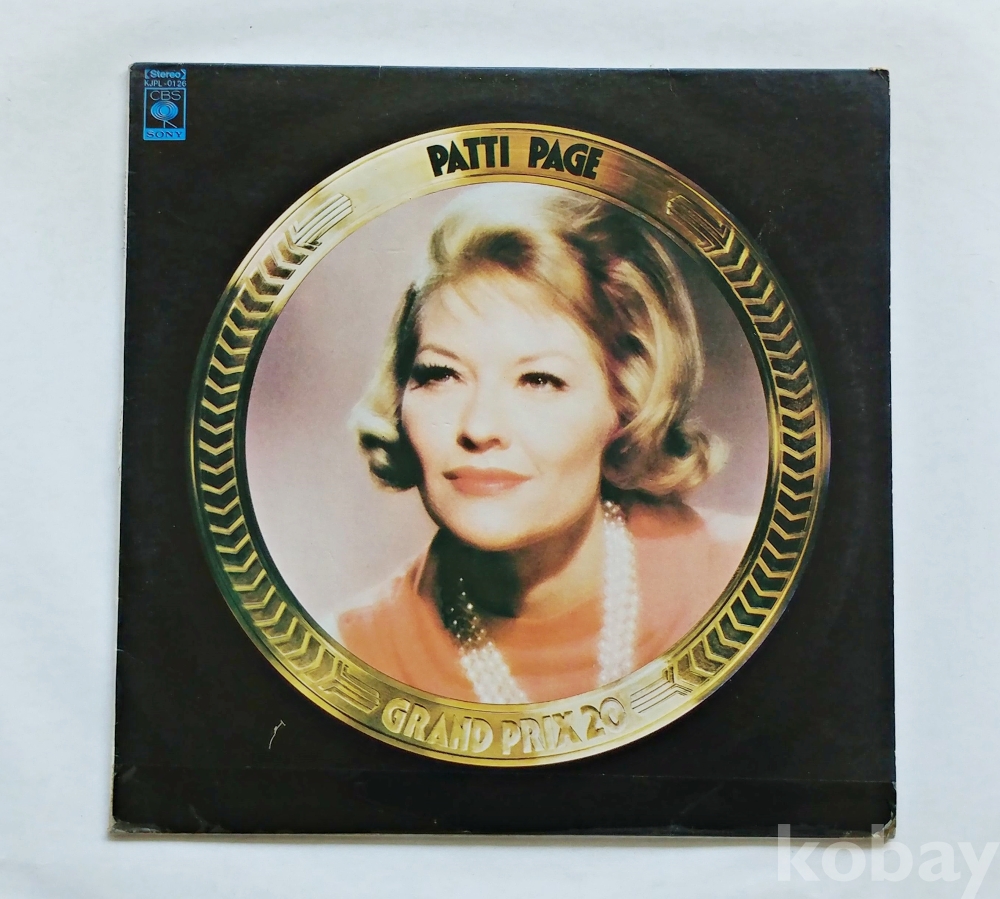 [Stereo]
KJPL-0126
CBS
SONY
PATTI PAGE
GRAND PRIX 20
kobay